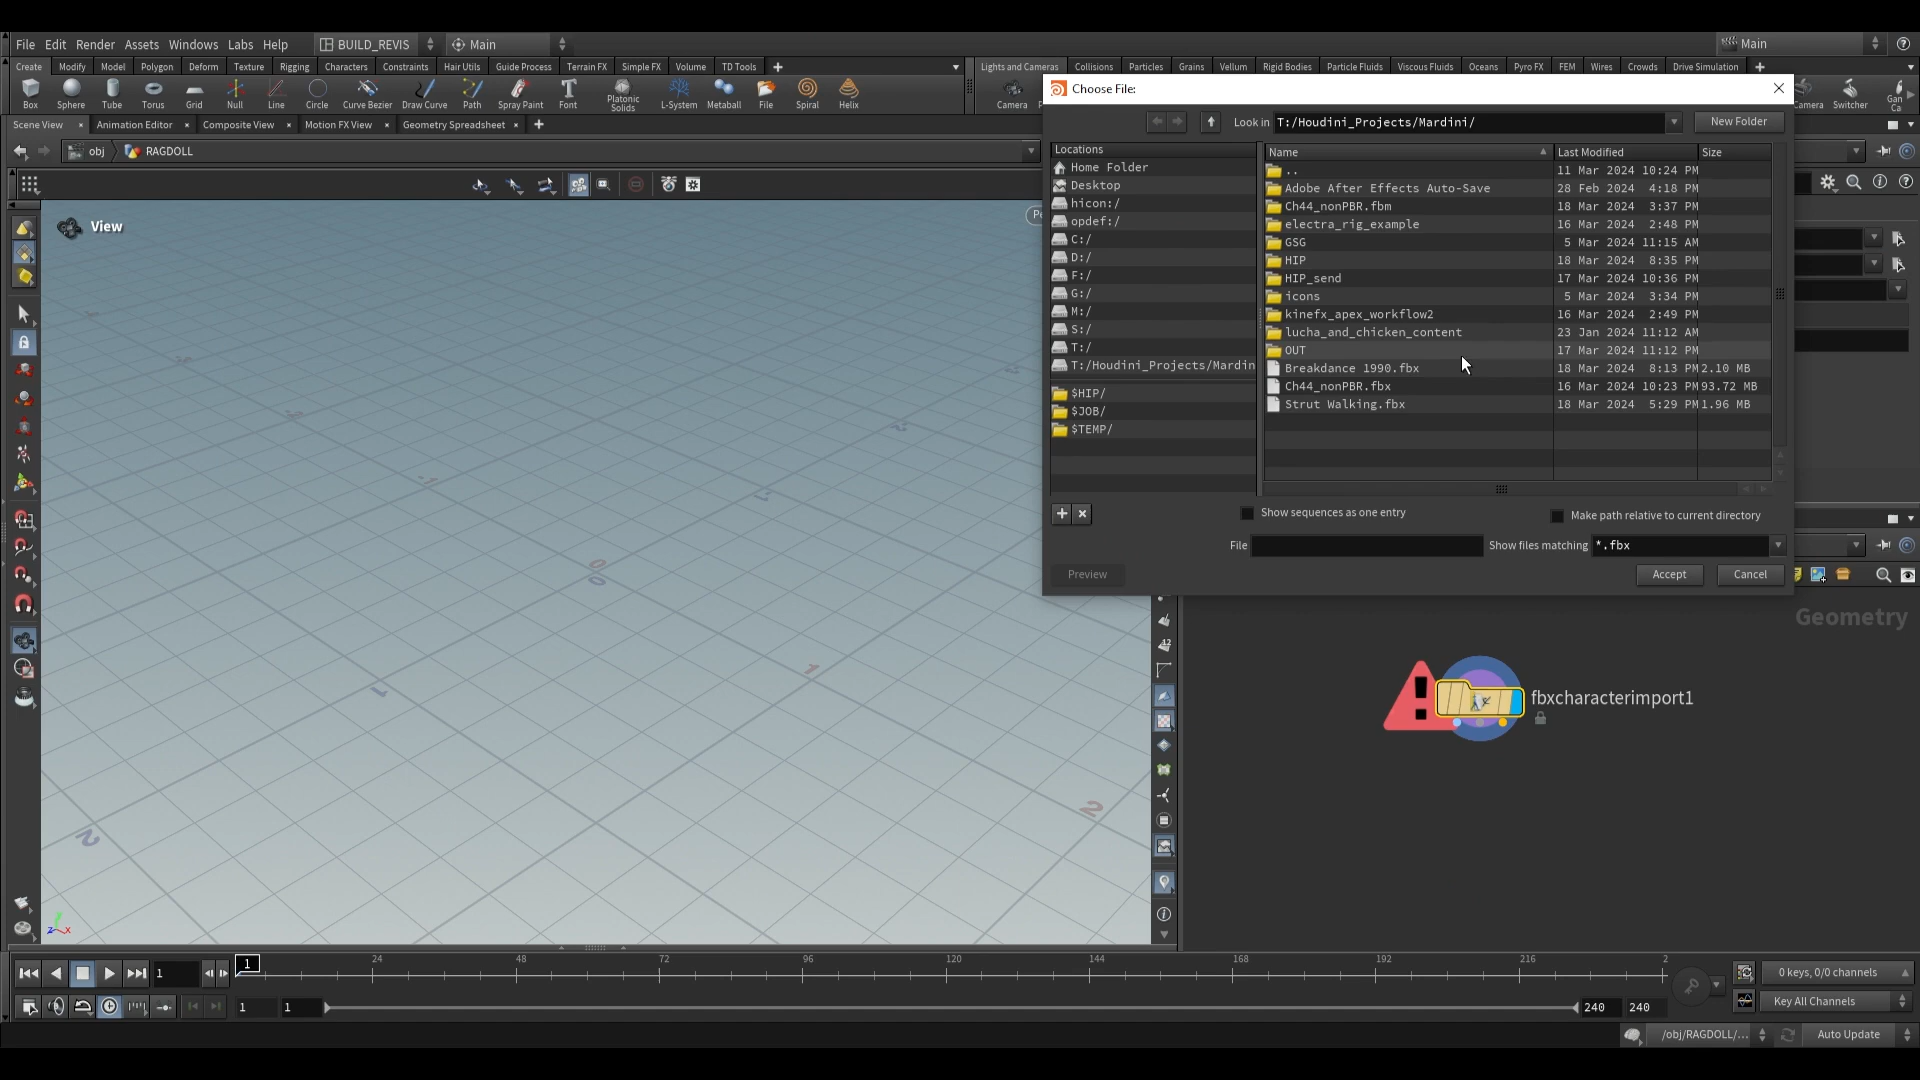 File Edit Render Assets Windows Labs Help BUILD_REVIS Main Main
Create Modify Model Polygon Deform Texture Rigging Characters Constraints Hair Utils Guide Process Terrain FX Simple FX Volume TD Tools
Lights and Cameras Collisions Particles Grains Vellum Rigid Bodies Particle Fluids Viscous Fluids Oceans Pyro FX FEM Wires Crowds Drive Simulation
Box Sphere Tube Torus Grid Null Line Circle Curve Bezier Draw Curve Path Spray Paint Font Platonic Solids L-System Metaball File Spiral Helix
Camera Switcher
Scene View Animation Editor Composite View Motion FX View Geometry Spreadsheet
obj RAGDOLL
View
Choose File:
Look in T:/Houdini_Projects/Mardini/ New Folder
Locations
Home Folder
Desktop
hicon:/
opdef:/
C:/
D:/
F:/
G:/
M:/
S:/
T:/
T:/Houdini_Projects/Mardin
$HIP/
$JOB/
$TEMP/
Name Last Modified Size
.. 11 Mar 2024 10:24 PM
Adobe After Effects Auto-Save 28 Feb 2024 4:18 PM
Ch44_nonPBR.fbm 18 Mar 2024 3:37 PM
electra_rig_example 16 Mar 2024 2:48 PM
GSG 5 Mar 2024 11:15 AM
HIP 18 Mar 2024 8:35 PM
HIP_send 17 Mar 2024 10:36 PM
icons 5 Mar 2024 3:34 PM
kinefx_apex_workflow2 16 Mar 2024 2:49 PM
lucha_and_chicken_content 23 Jan 2024 11:12 AM
OUT 17 Mar 2024 11:12 PM
Breakdance 1990.fbx 18 Mar 2024 8:13 PM 2.10 MB
Ch44_nonPBR.fbx 16 Mar 2024 10:23 PM 93.72 MB
Strut Walking.fbx 18 Mar 2024 5:29 PM 1.96 MB
Show sequences as one entry Make path relative to current directory
File Show files matching *.fbx
Preview Accept Cancel
Geometry
fbxcharacterimport1
1 1 24 48 72 96 120 144 168 192 216 2
0 keys, 0/0 channels
1 1 240 240 Key All Channels
/obj/RAGDOLL/... Auto Update